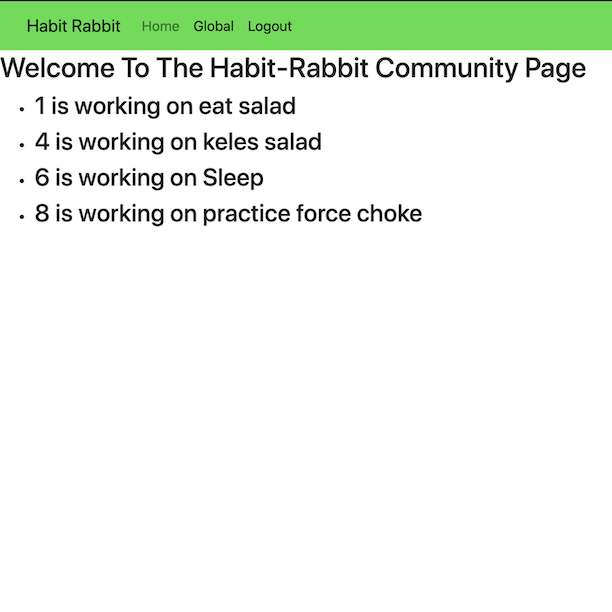 Habit Rabbit Home Global Logout
Welcome To The Habit-Rabbit Community Page
1 is working on eat salad
4 is working on keles salad
6 is working on Sleep
8 is working on practice force choke